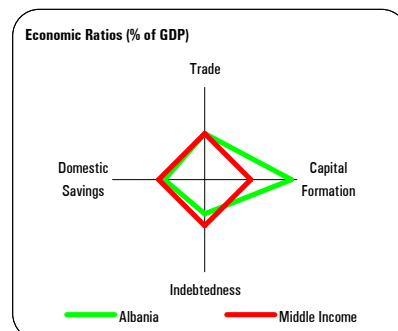 Economic Ratios (% of GDP)
Trade
Domestic
Savings
Capital
Formation
Indebtedness
Albania
Middle Income